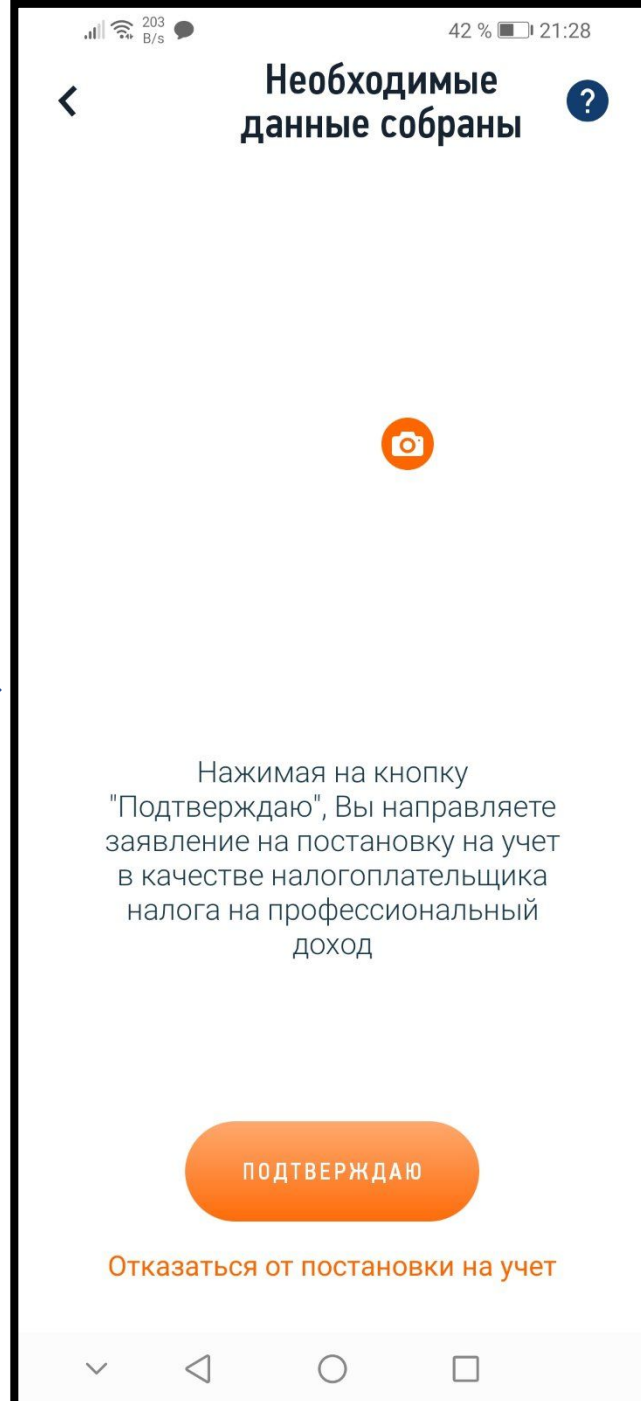 203
B/s
42 % 21:28
Необходимые
данные собраны
?
Нажимая на кнопку
"Подтверждаю", Вы направляете
заявление на постановку на учет
в качестве налогоплательщика
налога на профессиональный
доход
ПОДТВЕРЖДАЮ
Отказаться от постановки на учет